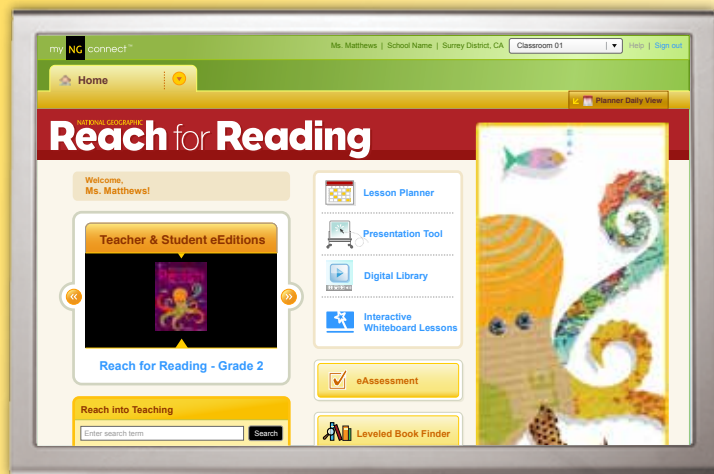 my NG connect™
Ms. Matthews | School Name | Surrey District, CA Classroom 01 Help | Sign out
Home
Planner Daily View
NATIONAL GEOGRAPHIC
Reach for Reading
Welcome,
Ms. Matthews!
Lesson Planner
Teacher & Student eEditions
Presentation Tool
Digital Library
Interactive
Whiteboard Lessons
Reach for Reading - Grade 2
eAssessment
Reach into Teaching
Enter search term Search
Leveled Book Finder